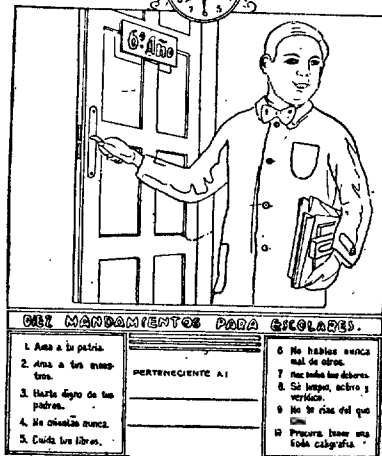 7 6 5
6º Año
DIEZ MANDAMIENTOS PARA ESCOLARES.
1. Ama a tu patria.
2. Ama a tus maes-
tros.
3. Hazte digno de tus
padres.
4. No mientas nunca.
5. Cuida tus libros.
PERTENECIENTE A:
6 No hables nunca
mal de otros.
7 Haz todos tus deberes.
8. Sé limpio, activo y
verídico.
9 No te rías del que
10 Procura tener una
linda caligrafía.